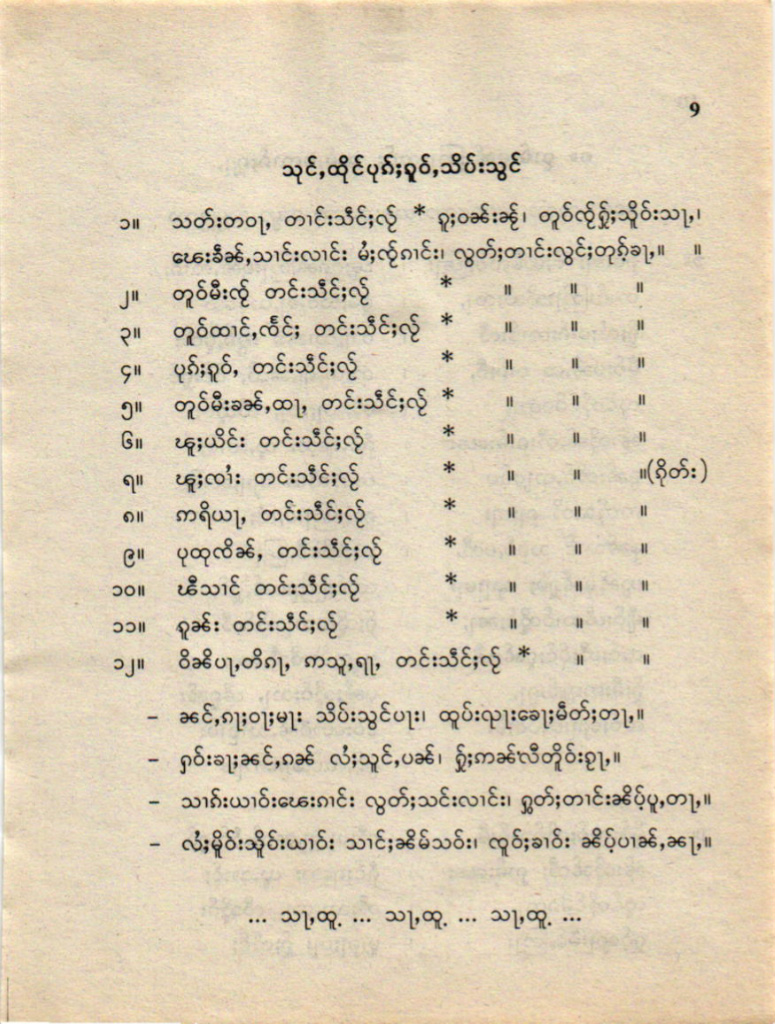 9
သုင်ႇထိုင်ပုၵ်ႈၵူဝ်ႇသိပ်းသွင်
၁။ သတ်းတဝႃႇ တၢင်းသဵင်ႈလႂ် * ၵူႈဝၼ်းၼႂ်၊ တူဝ်ၸႂ်ႁႂ်ႈသိူဝ်းသႃႇ၊
ၽေးၶဵၼ်ႇသၢင်းလၢင်း မႆႈၸႂ်ၵၢင်း၊ လွတ်ႈတၢင်းလွင်ႈတုၵ်ႉၶႃႇ။ ။
၂။ တူဝ်မီးၸႂ် တင်းသဵင်ႈလႂ် * ။ ။ ။
၃။ တူဝ်ထၢင်ႇၸႅင်ႈ တင်းသဵင်ႈလႂ် * ။ ။ ။
၄။ ပုၵ်ႈၵူဝ်ႇ တင်းသဵင်ႈလႂ် * ။ ။ ။
၅။ တူဝ်မီးၶၼ်ႇထႃႇ တင်းသဵင်ႈလႂ် * ။ ။ ။
၆။ ၽူႈယိင်း တင်းသဵင်ႈလႂ် * ။ ။ ။
၇။ ၽူႈၸၢႆး တင်းသဵင်ႈလႂ် * ။ ။ ။(ၵိုတ်း)
၈။ ဢရိယႃႇ တင်းသဵင်ႈလႂ် * ။ ။ ။
၉။ ပုထုၸိၼ်ႇ တင်းသဵင်ႈလႂ် * ။ ။ ။
၁၀။ ၽီသၢင် တင်းသဵင်ႈလႂ် * ။ ။ ။
၁၁။ ၵူၼ်း တင်းသဵင်ႈလႂ် * ။ ။ ။
၁၂။ ဝိၼိပႃႇတိၵႃႇ ဢသူႇရႃႇ တင်းသဵင်ႈလႂ် * ။ ။
– ၼင်ႇၵႃႈဝႃႈမႃး သိပ်းသွင်ပႃး၊ ထူပ်းၺႃးၶေႃႈမဵတ်ႈတႃႇ။
– ႁဝ်းၶႃႈၼင်ႇၵၼ် လႆႈသူင်ႇပၼ်၊ ႁႂ်ႈဢၼ်လီတိူဝ်းၵႂႃႇ။
– သၢၵ်းယၢဝ်းၽေးၵၢင်း လွတ်ႈသင်းလၢင်း၊ ႁွတ်ႈတၢင်းၼိပ်ႉပူႇတႃႇ။
– လႆႈမိူဝ်းသိူဝ်းယၢဝ်း သၢင်ႈၼိမ်သဝ်း၊ ၸူဝ်ႈၶၢဝ်း ၼိပ်ႉပၢၼ်ႇၼႃႇ။
... သႃႇထူႉ ... သႃႇထူႉ ... သႃႇထူႉ ...